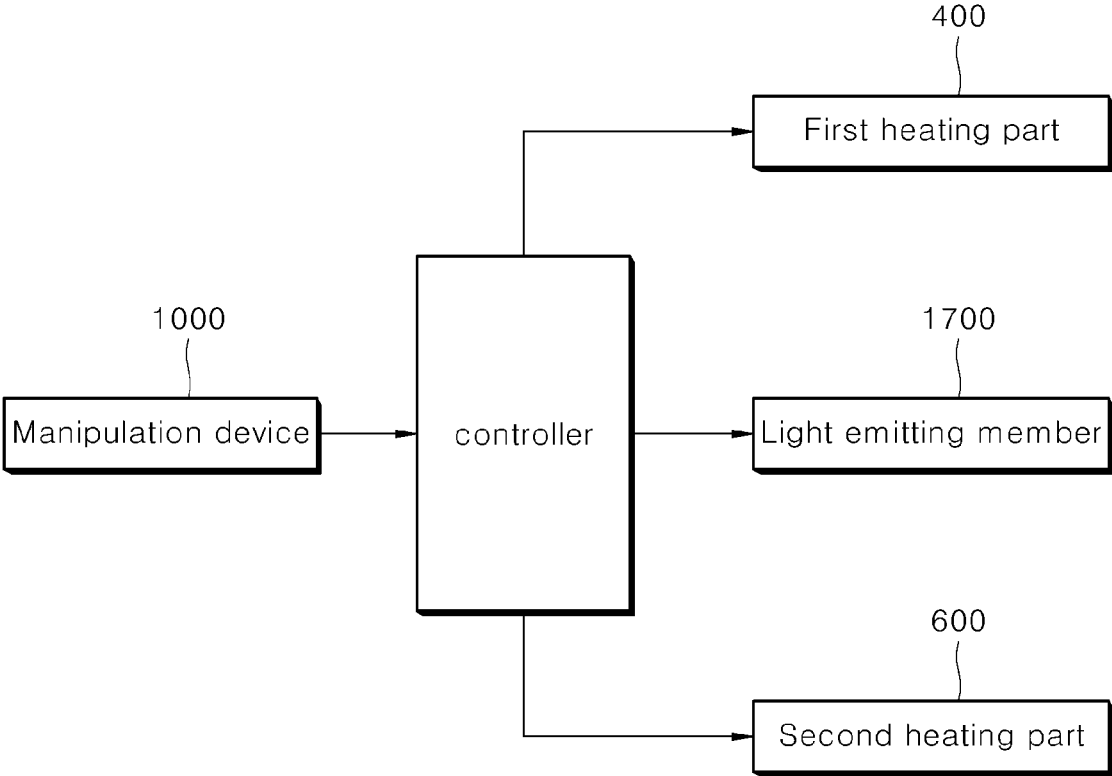 400
First heating part
1000
1700
Manipulation device
controller
Light emitting member
600
Second heating part